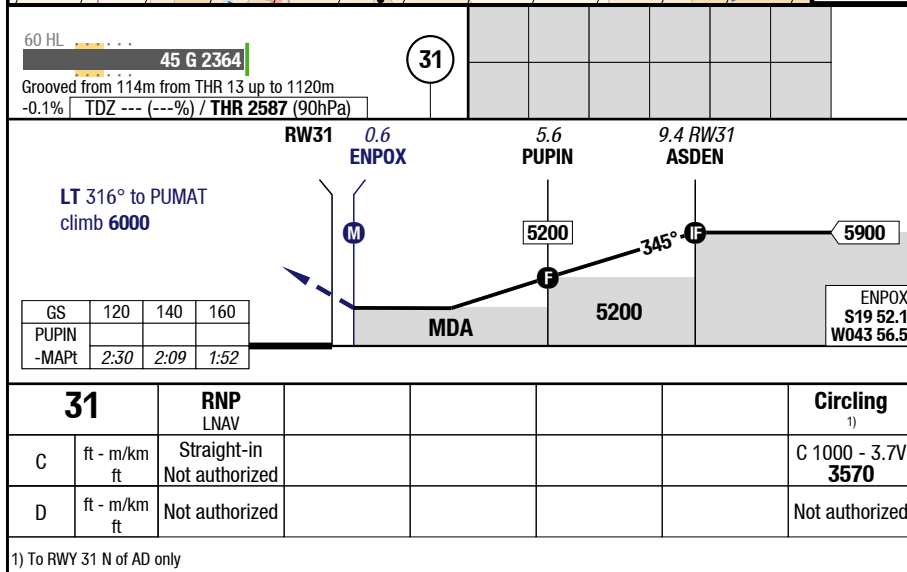 60 HL
45 G 2364
31
Grooved from 114m from THR 13 up to 1120m
-0.1% TDZ --- (---%) / THR 2587 (90hPa)
RW31 0.6 5.6 9.4 RW31
ENPOX PUPIN ASDEN
LT 316° to PUMAT
climb 6000
M 5200 345° IF 5900
F
MDA 5200
ENPOX
S19 52.1
W043 56.5
GS 120 140 160
PUPIN
-MAPt 2:30 2:09 1:52
31 RNP Circling
LNAV 1)
C ft - m/km Straight-in C 1000 - 3.7V
ft Not authorized 3570
D ft - m/km Not authorized Not authorized
ft
1) To RWY 31 N of AD only